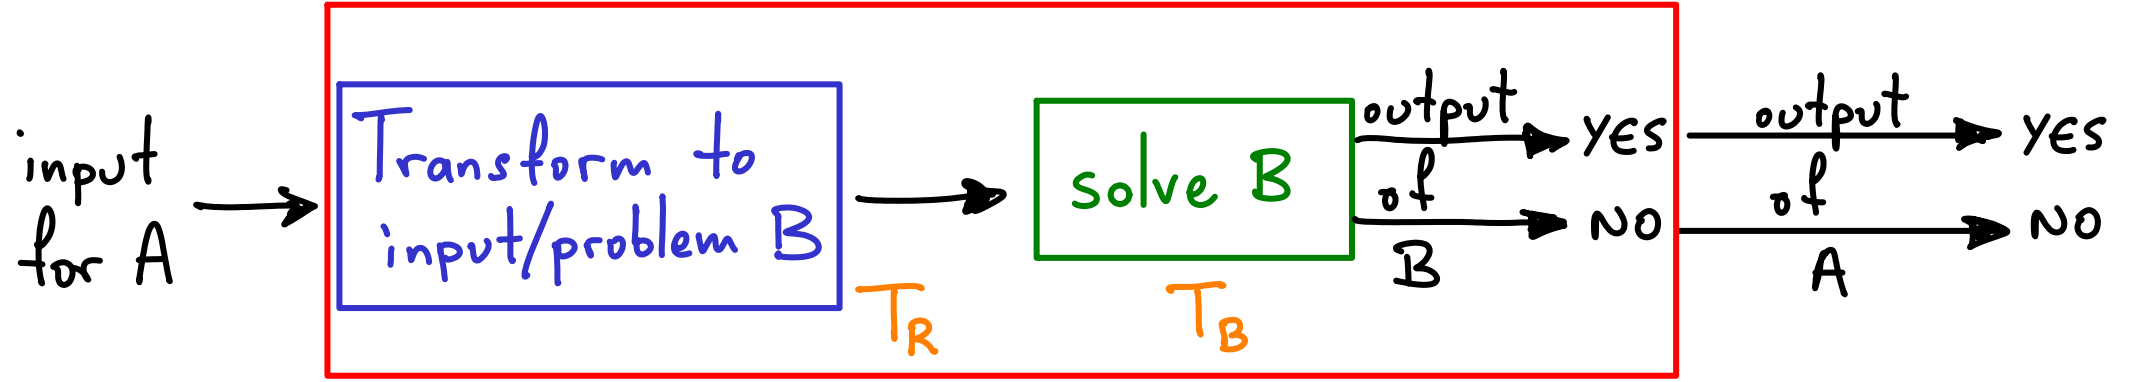 input
for A
Transform to
input/problem B
T_R
solve B
T_B
output
of
B
YES
NO
output
of
A
YES
NO